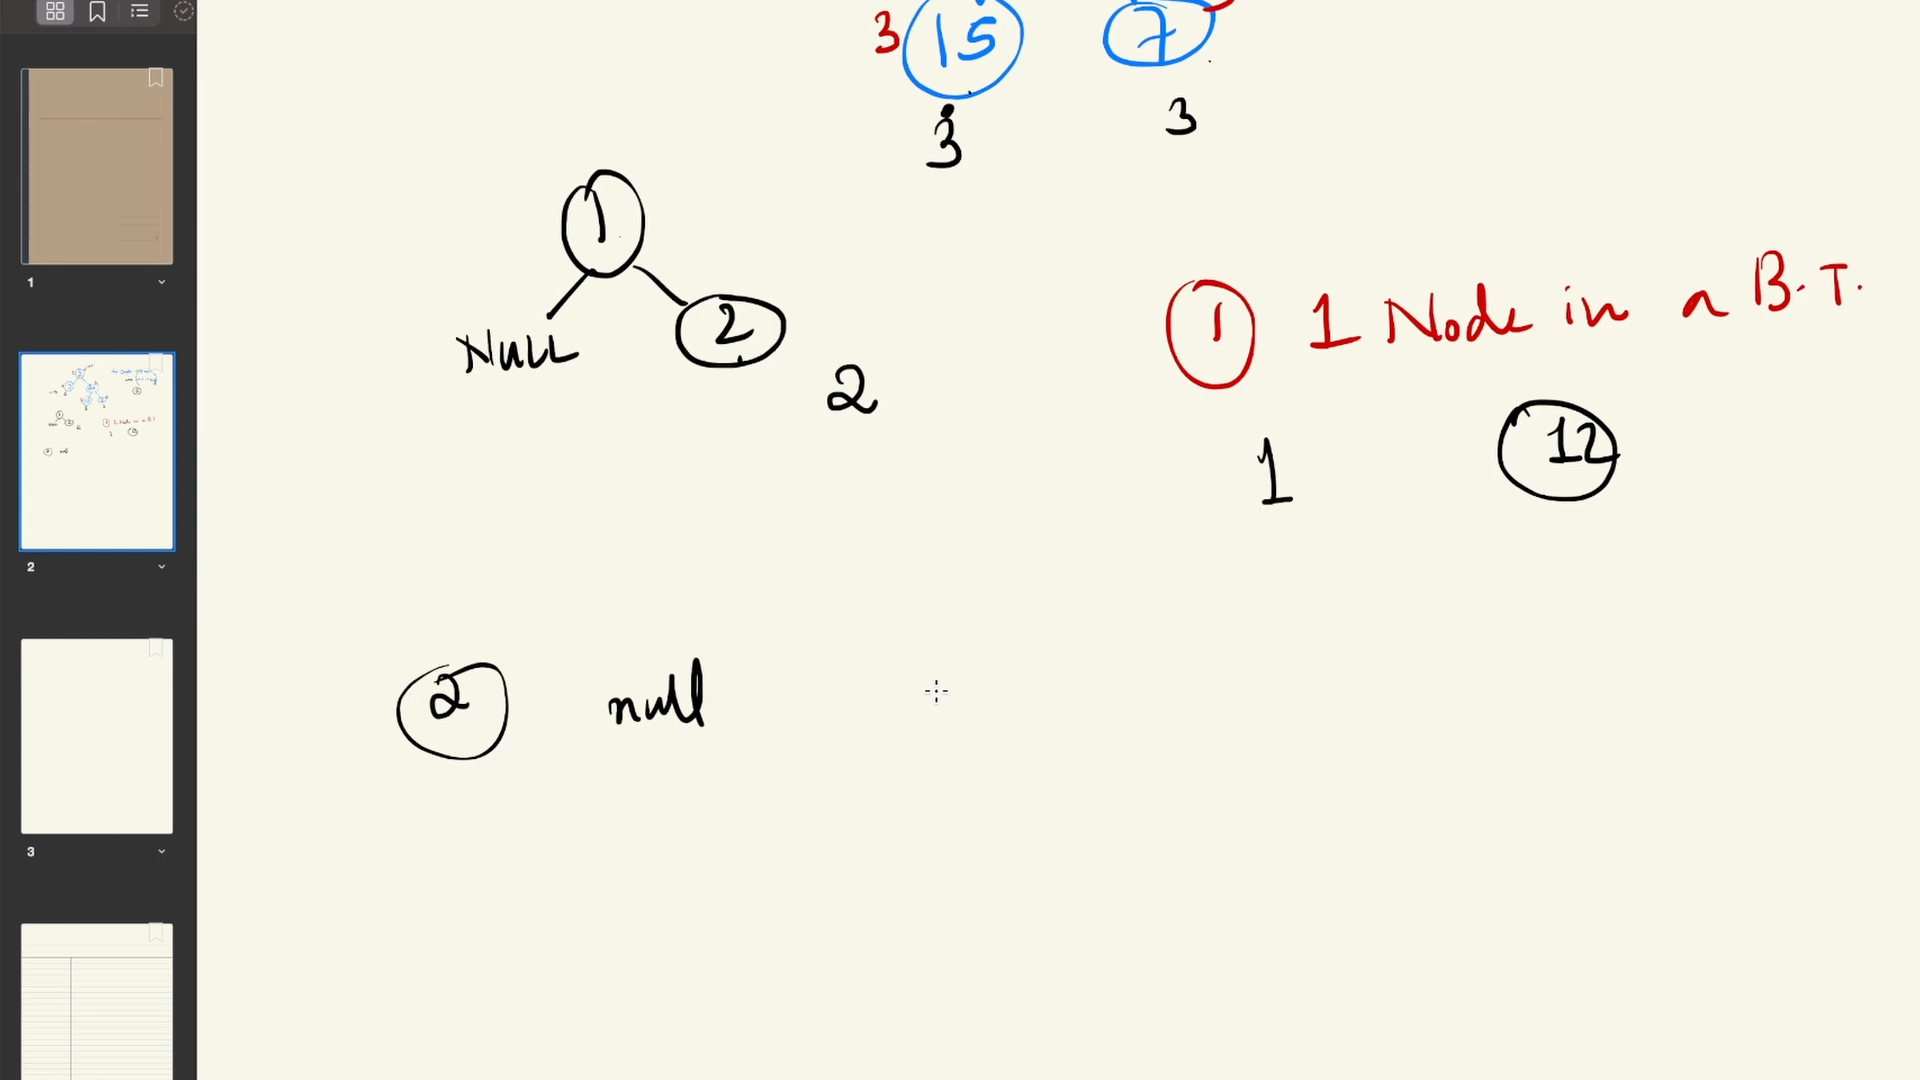 3 15 7
3 3
1
Null 2
2
1 1 Node in a B.T.
1 12
2 null
1
2
3